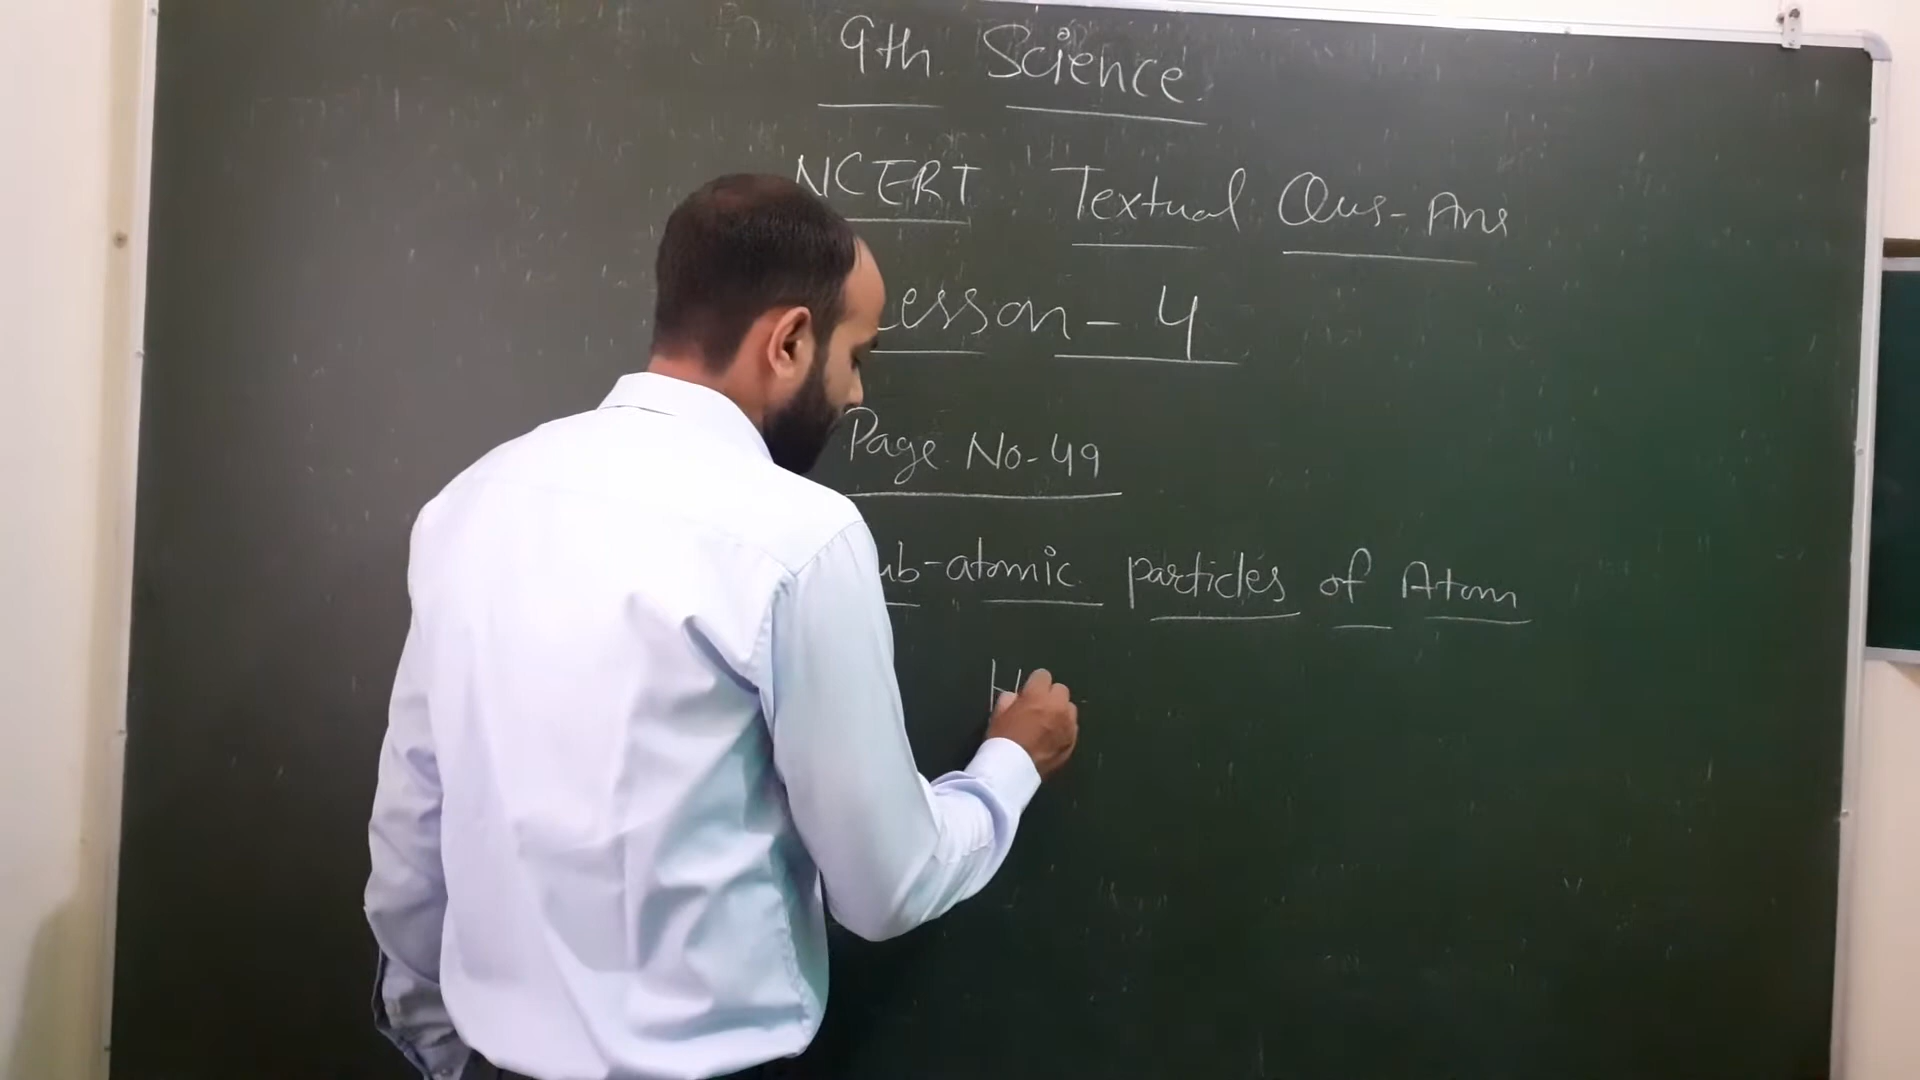 9th Science
NCERT Textual Qus-Ans
Lesson-4
Page No-49
Sub-atomic particles of Atom
H